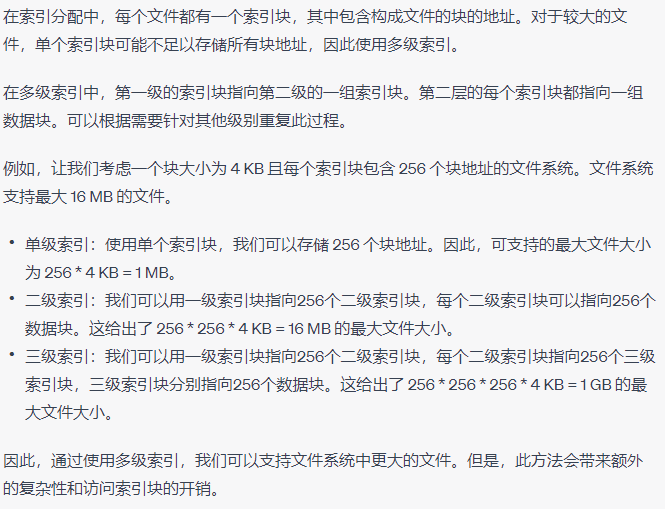 在索引分配中，每个文件都有一个索引块，其中包含构成文件的块的地址。对于较大的文
件，单个索引块可能不足以存储所有块地址，因此使用多级索引。
在多级索引中，第一级的索引块指向第二级的一组索引块。第二层的每个索引块都指向一组
数据块。可以根据需要针对其他级别重复此过程。
例如，让我们考虑一个块大小为 4 KB 且每个索引块包含 256 个块地址的文件系统。文件系统
支持最大 16 MB 的文件。
• 单级索引：使用单个索引块，我们可以存储 256 个块地址。因此，可支持的最大文件大小
为 256 * 4 KB = 1 MB。
• 二级索引：我们可以用一级索引块指向256个二级索引块，每个二级索引块可以指向256个
数据块。这给出了 256 * 256 * 4 KB = 16 MB 的最大文件大小。
• 三级索引：我们可以用一级索引块指向256个二级索引块，每个二级索引块指向256个三级
索引块，三级索引块分别指向256个数据块。这给出了 256 * 256 * 256 * 4 KB = 1 GB 的最
大文件大小。
因此，通过使用多级索引，我们可以支持文件系统中更大的文件。但是，此方法会带来额外
的复杂性和访问索引块的开销。